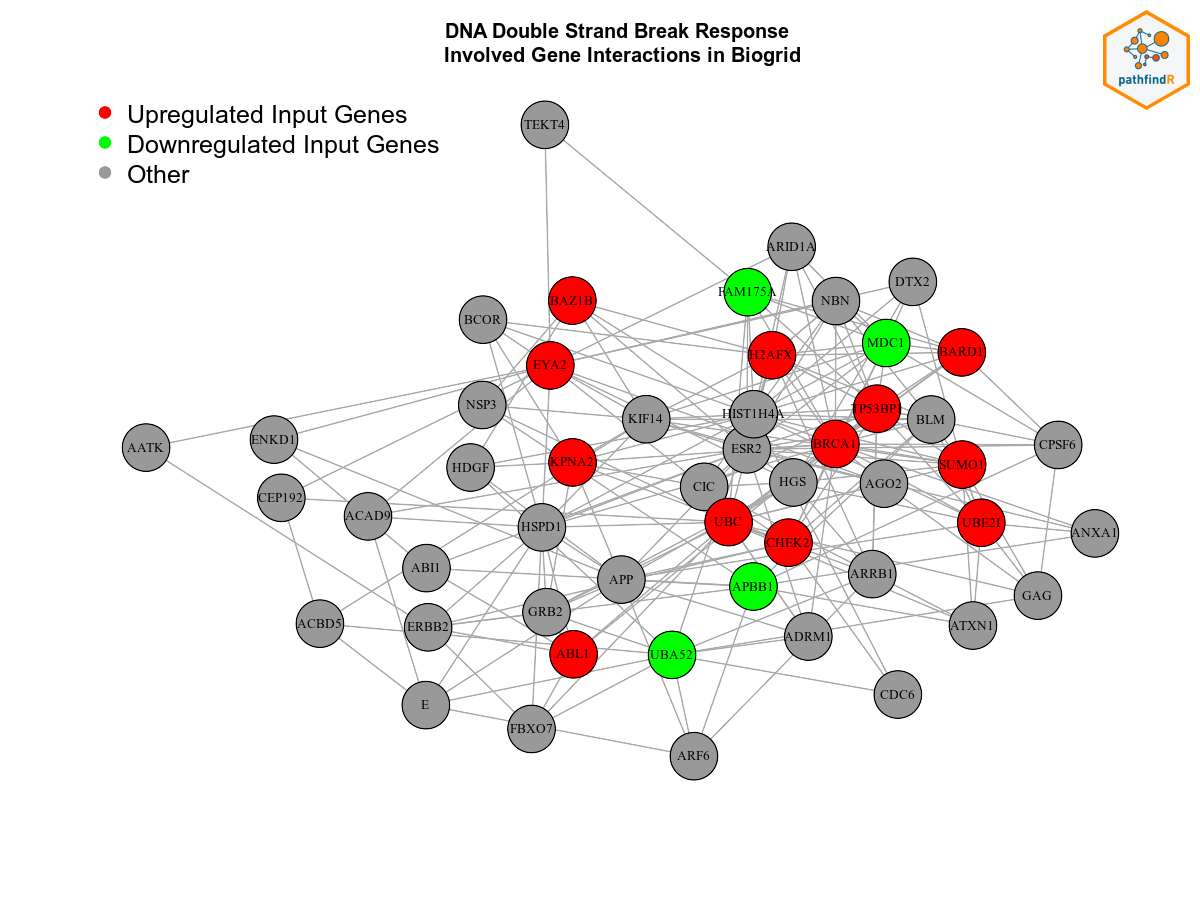 DNA Double Strand Break Response
Involved Gene Interactions in Biogrid
pathfindR
Upregulated Input Genes
Downregulated Input Genes
Other
TEKT4
ARID1A
DTX2
FAM175A
NBN
BAZ1B
BCOR
MDC1
H2AFX
BARD1
EYA2
NSP3
TP53BP1
HIST1H4A
KIF14
BLM
AATK
ENKD1
BRCA1
CPSF6
ESR2
HDGF
KPNA2
SUMO1
CIC
HGS
AGO2
CEP192
ACAD9
HSPD1
UBC
UBE2I
ANXA1
CHEK2
ABI1
APP
APBB1
ARRB1
GAG
GRB2
ACBD5
ERBB2
ATXN1
ADRM1
ABL1
UBA52
CDC6
E
FBXO7
ARF6